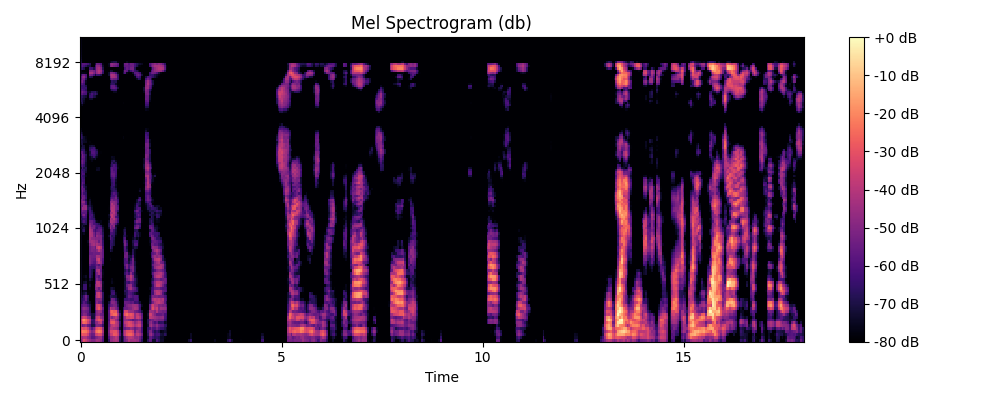 Mel Spectrogram (db)
8192
4096
2048
1024
512
0
Hz
0 5 10 15
Time
+0 dB
-10 dB
-20 dB
-30 dB
-40 dB
-50 dB
-60 dB
-70 dB
-80 dB